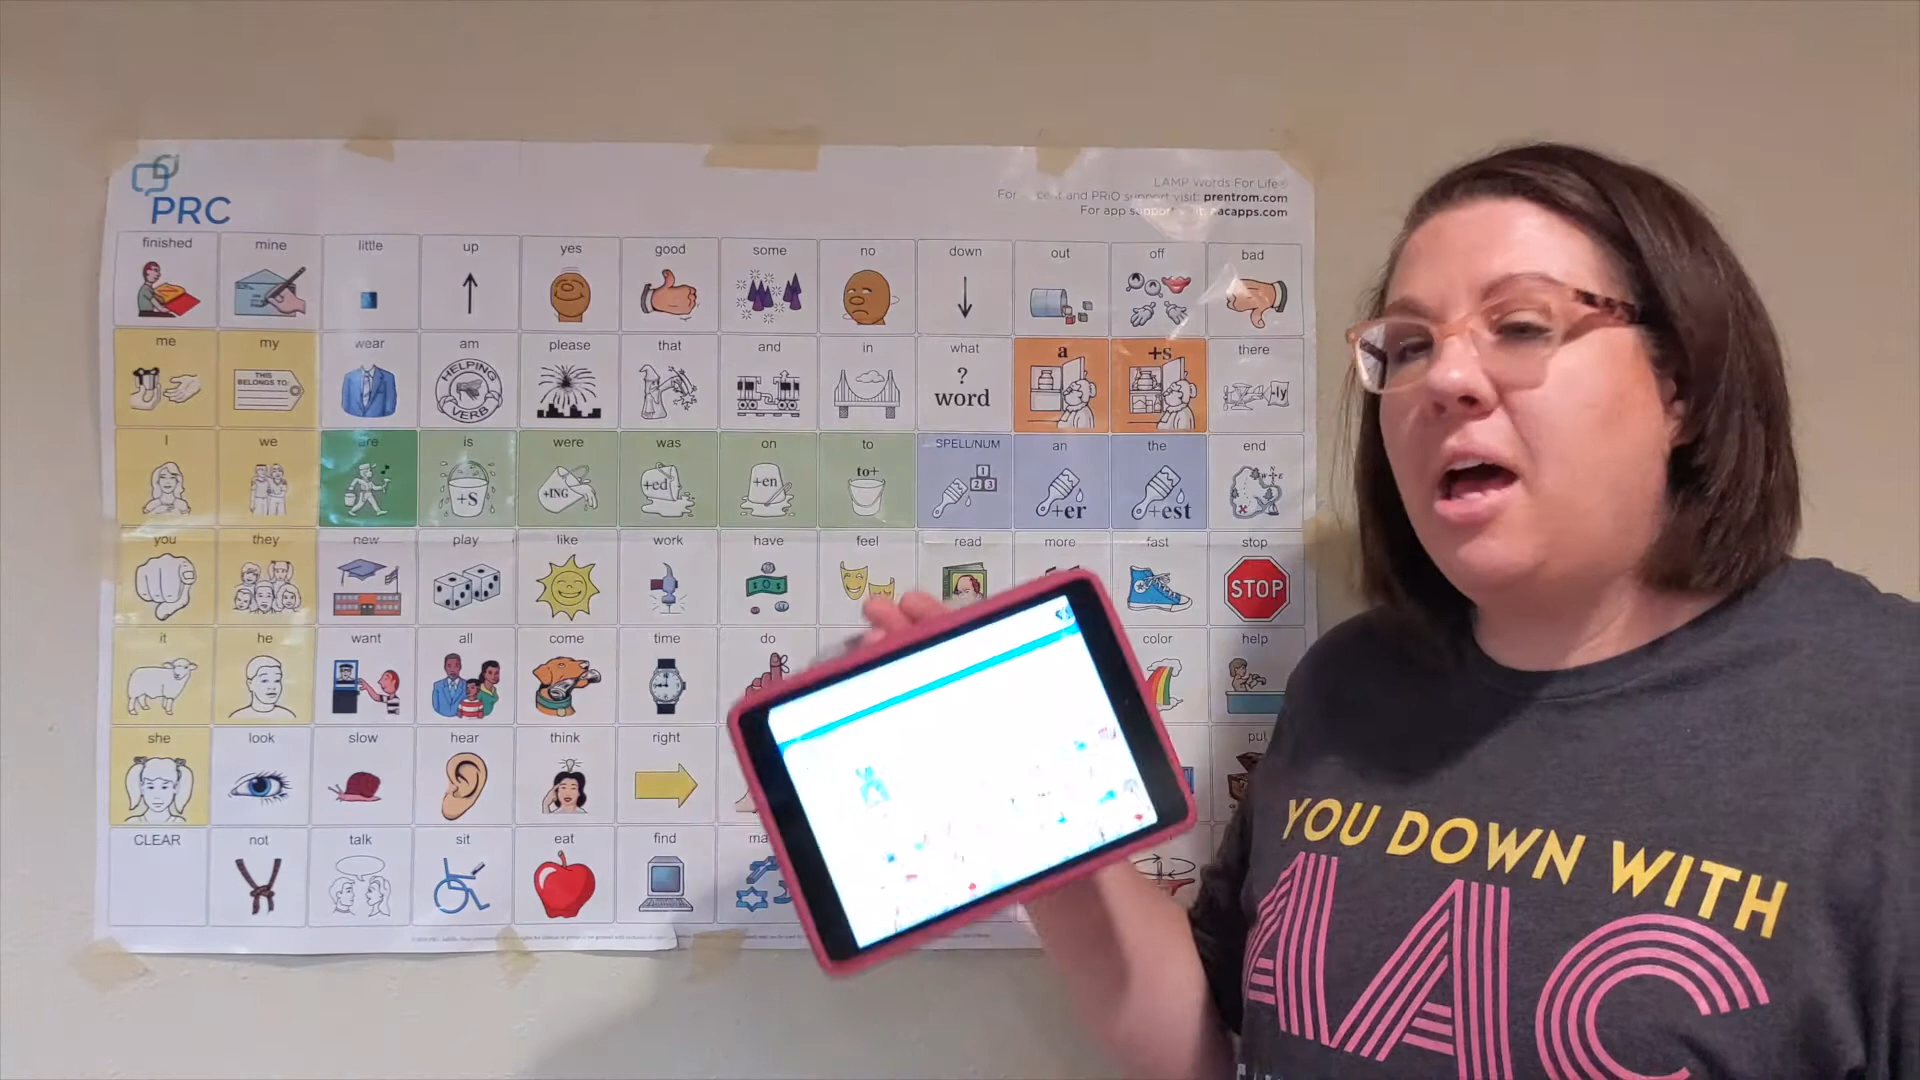 PRC
LAMP Words For Life®
For and PRiO support visit: prentrom.com
For app support visit: aacapps.com
finished mine little up yes good some no down out off bad
me my wear am please that and in what a +s there
THIS BELONGS TO: HELPING VERB ? word -ly
I we are is were was on to SPELL/NUM an the end
+S +ING +ed +en to+ 1 2 3 +er +est
you they new play like work have feel read more fast stop
STOP
it he want all come time do color help
she look slow hear think right put
CLEAR not talk sit eat find
YOU DOWN WITH
AAC